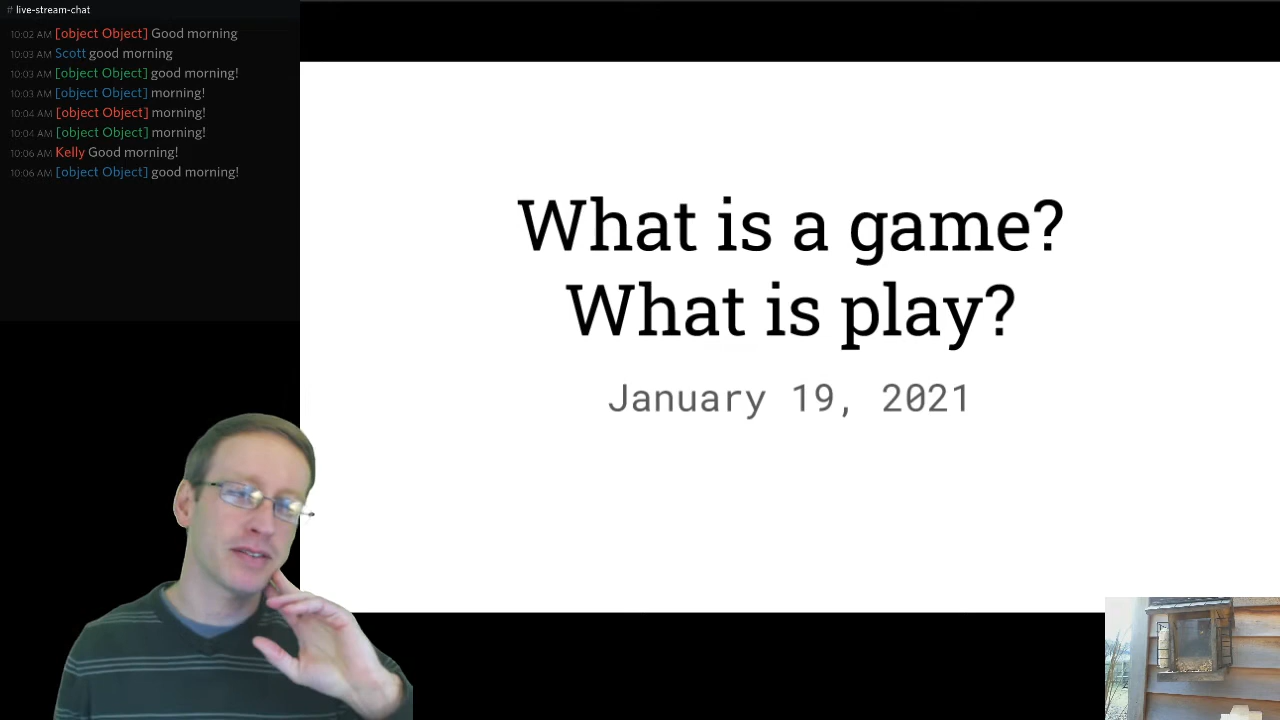 # live-stream-chat
10:02 AM [object Object] Good morning
10:03 AM Scott good morning
10:03 AM [object Object] good morning!
10:03 AM [object Object] morning!
10:04 AM [object Object] morning!
10:04 AM [object Object] morning!
10:06 AM Kelly Good morning!
10:06 AM [object Object] good morning!
What is a game?
What is play?
January 19, 2021